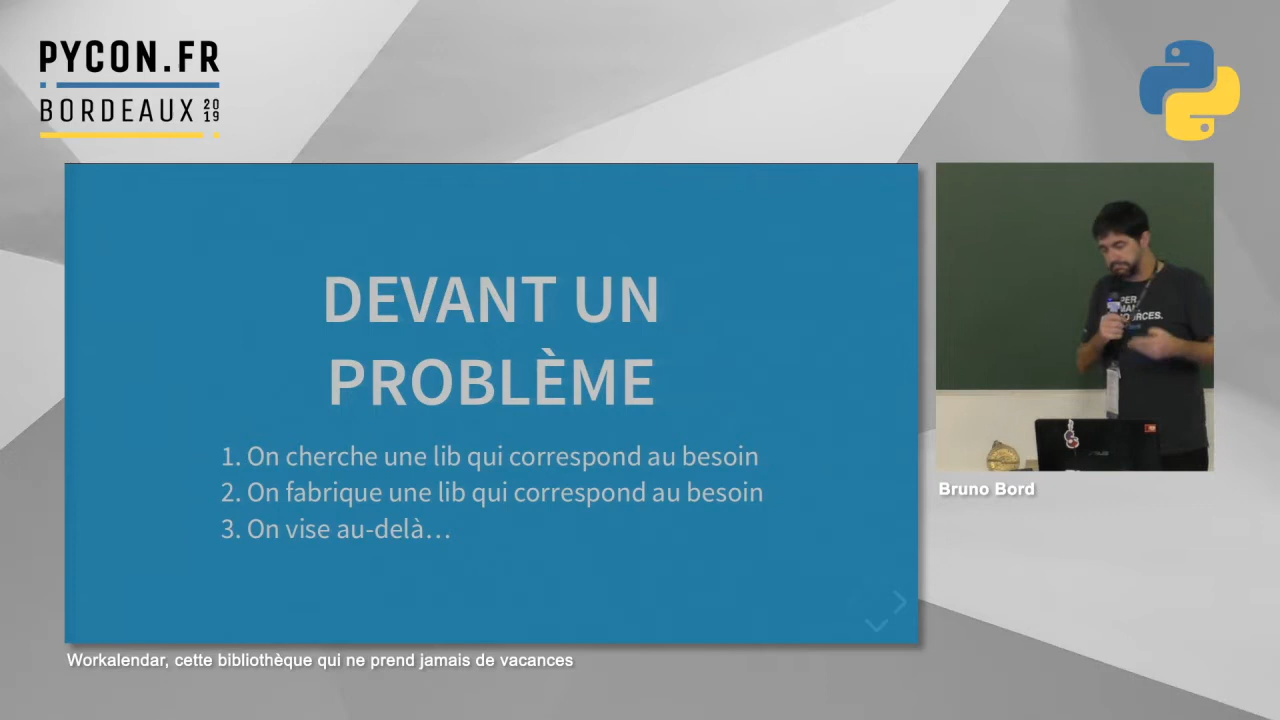 PYCON.FR
BORDEAUX 2019
DEVANT UN
PROBLÈME
1. On cherche une lib qui correspond au besoin
2. On fabrique une lib qui correspond au besoin
3. On vise au-delà…
Bruno Bord
Workalendar, cette bibliothèque qui ne prend jamais de vacances